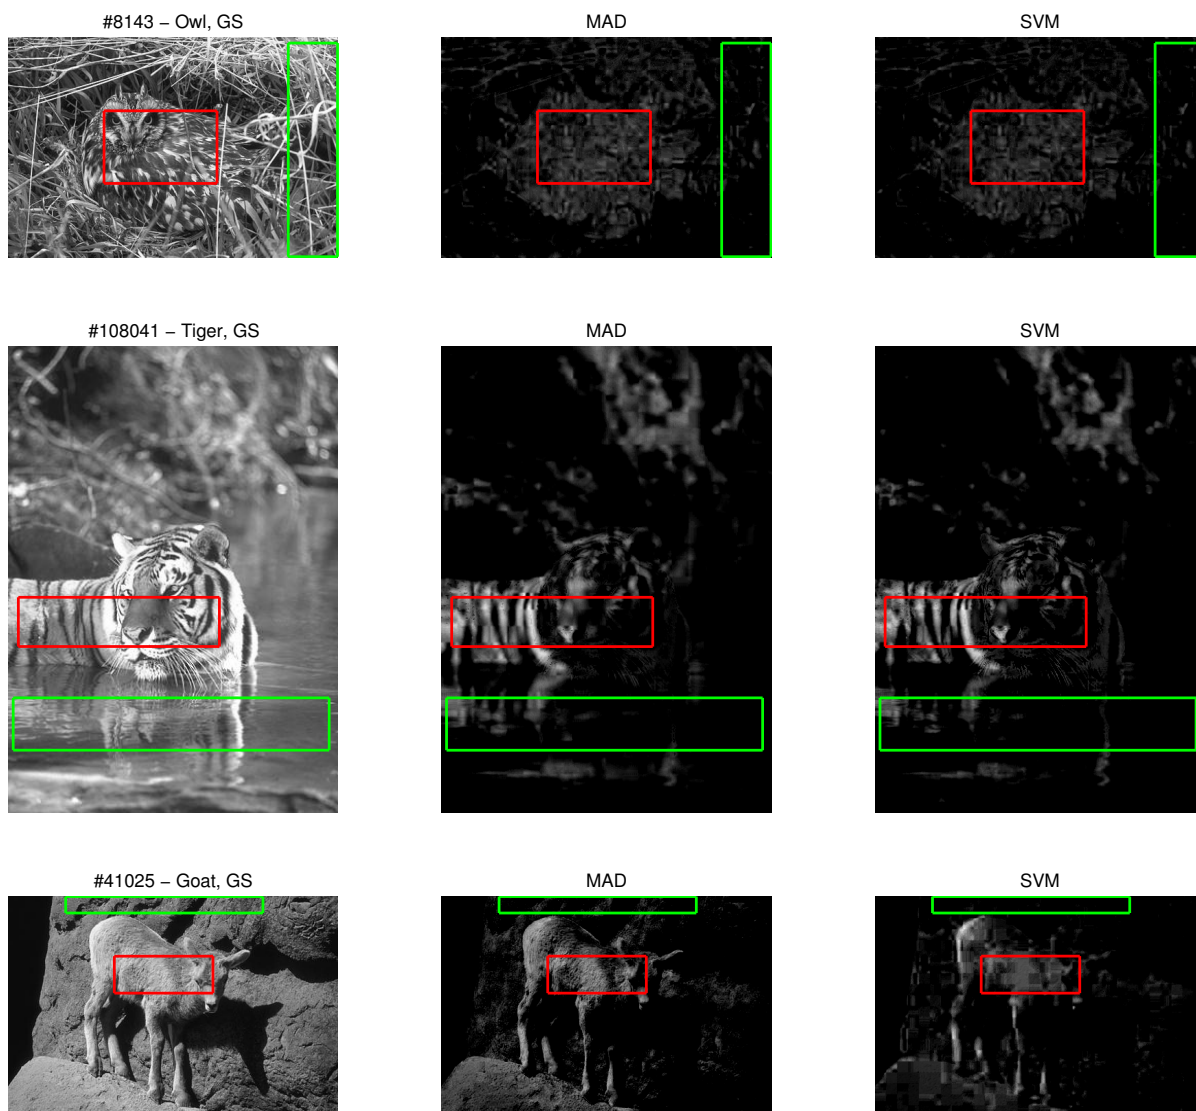 #8143 – Owl, GS
MAD
SVM
#108041 – Tiger, GS
MAD
SVM
#41025 – Goat, GS
MAD
SVM